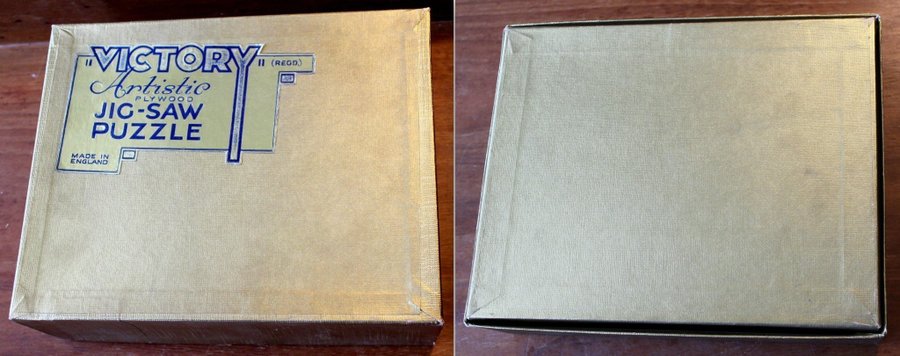 "VICTORY" (REGD.)
Artistic
PLYWOOD
JIG-SAW
PUZZLE
MADE IN
ENGLAND